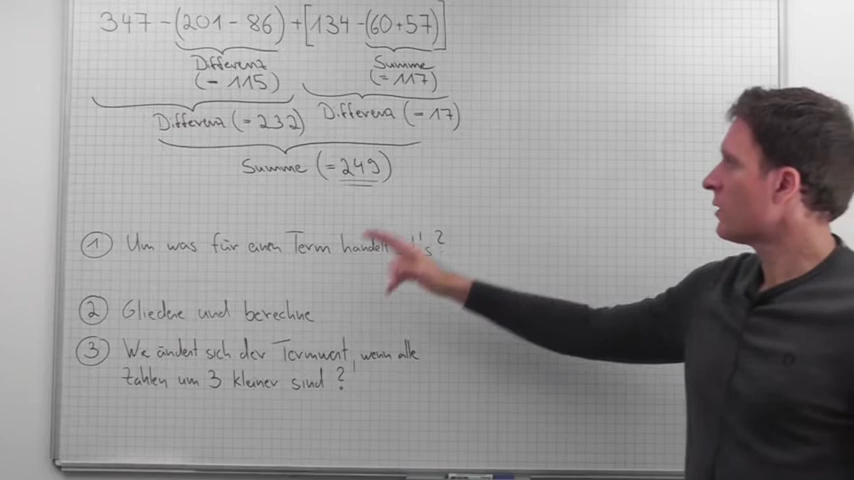 347 - (201 - 86) + [134 - (60 + 57)]
Differenz Summe
(= 115) (= 117)
Differenz (= 232) Differenz (= 17)
Summe (= 249)
① Um was für einen Term handelt 's?
② Gliedere und berechne
③ Wie ändert sich der Termwert, wenn alle
Zahlen um 3 kleiner sind?